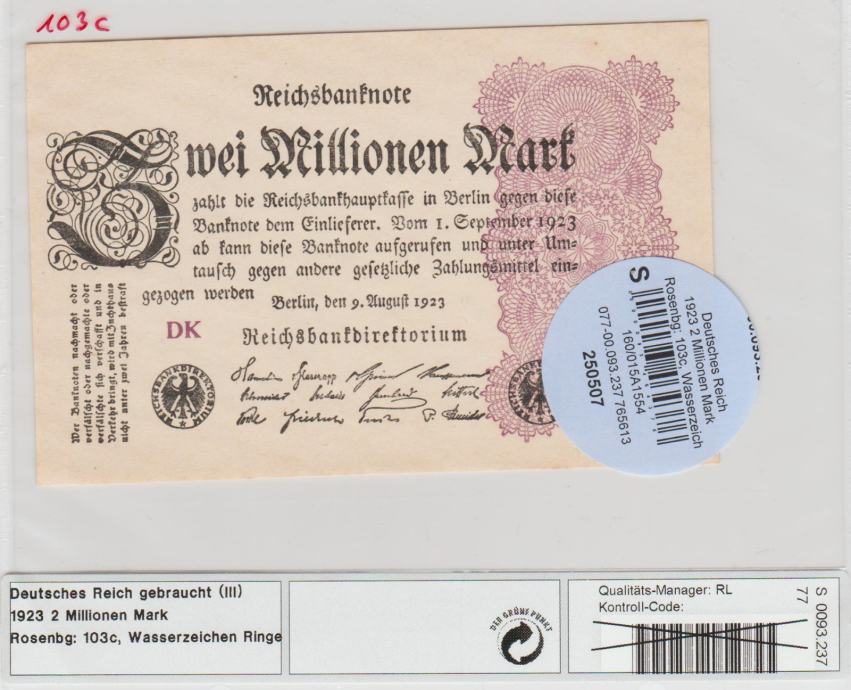 103c
Reichsbanknote
Zwei Millionen Mark
zahlt die Reichsbankhauptkasse in Berlin gegen diese
Banknote dem Einlieferer. Vom 1. September 1923
ab kann diese Banknote aufgerufen und unter Um-
tausch gegen andere gesetzliche Zahlungsmittel ein-
gezogen werden
Berlin, den 9. August 1923
DK
Reichsbankdirektorium
REICHSBANKDIREKTORIUM
Wer Banknoten nachmacht oder
verfälscht oder nachgemachte oder
verfälschte sich verschafft und in
Verkehr bringt, wird mit Zuchthaus
nicht unter zwei Jahren bestraft
Deutsches Reich
1923 2 Millionen Mark
Rosenbg: 103c, Wasserzeich
S
160/015A1554
077-00.093.237 765613
250507
Deutsches Reich gebraucht (III)
1923 2 Millionen Mark
Rosenbg: 103c, Wasserzeichen Ringe
DER GRÜNE PUNKT
Qualitäts-Manager: RL
Kontroll-Code:
77
S 0093.237